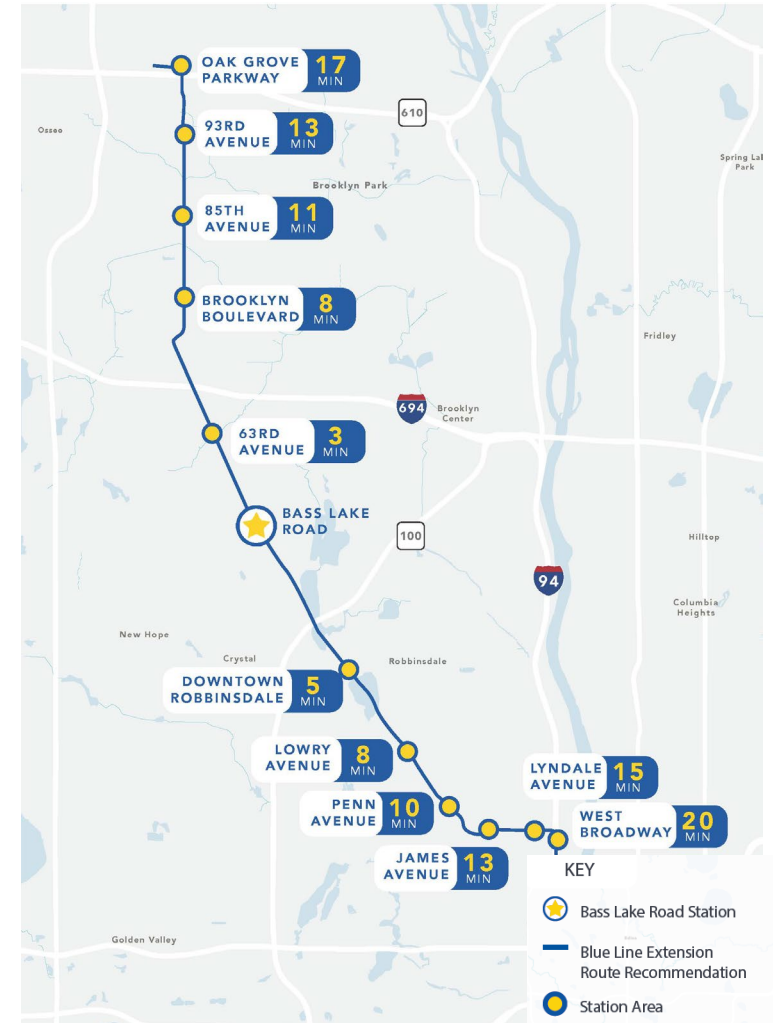 OAK GROVE
PARKWAY
17
MIN
610
Osseo
93RD
AVENUE
13
MIN
Spring Lak
Park
Brooklyn Park
85TH
AVENUE
11
MIN
BROOKLYN
BOULEVARD
8
MIN
Fridley
694
Brooklyn
Center
63RD
AVENUE
3
MIN
BASS LAKE
ROAD
100
Hilltop
94
Columbia
Heights
New Hope
Crystal
Robbinsdale
DOWNTOWN
ROBBINSDALE
5
MIN
LOWRY
AVENUE
8
MIN
LYNDALE
AVENUE
15
MIN
PENN
AVENUE
10
MIN
WEST
BROADWAY
20
MIN
JAMES
AVENUE
13
MIN
KEY
Bass Lake Road Station
Golden Valley
Blue Line Extension
Route Recommendation
Station Area